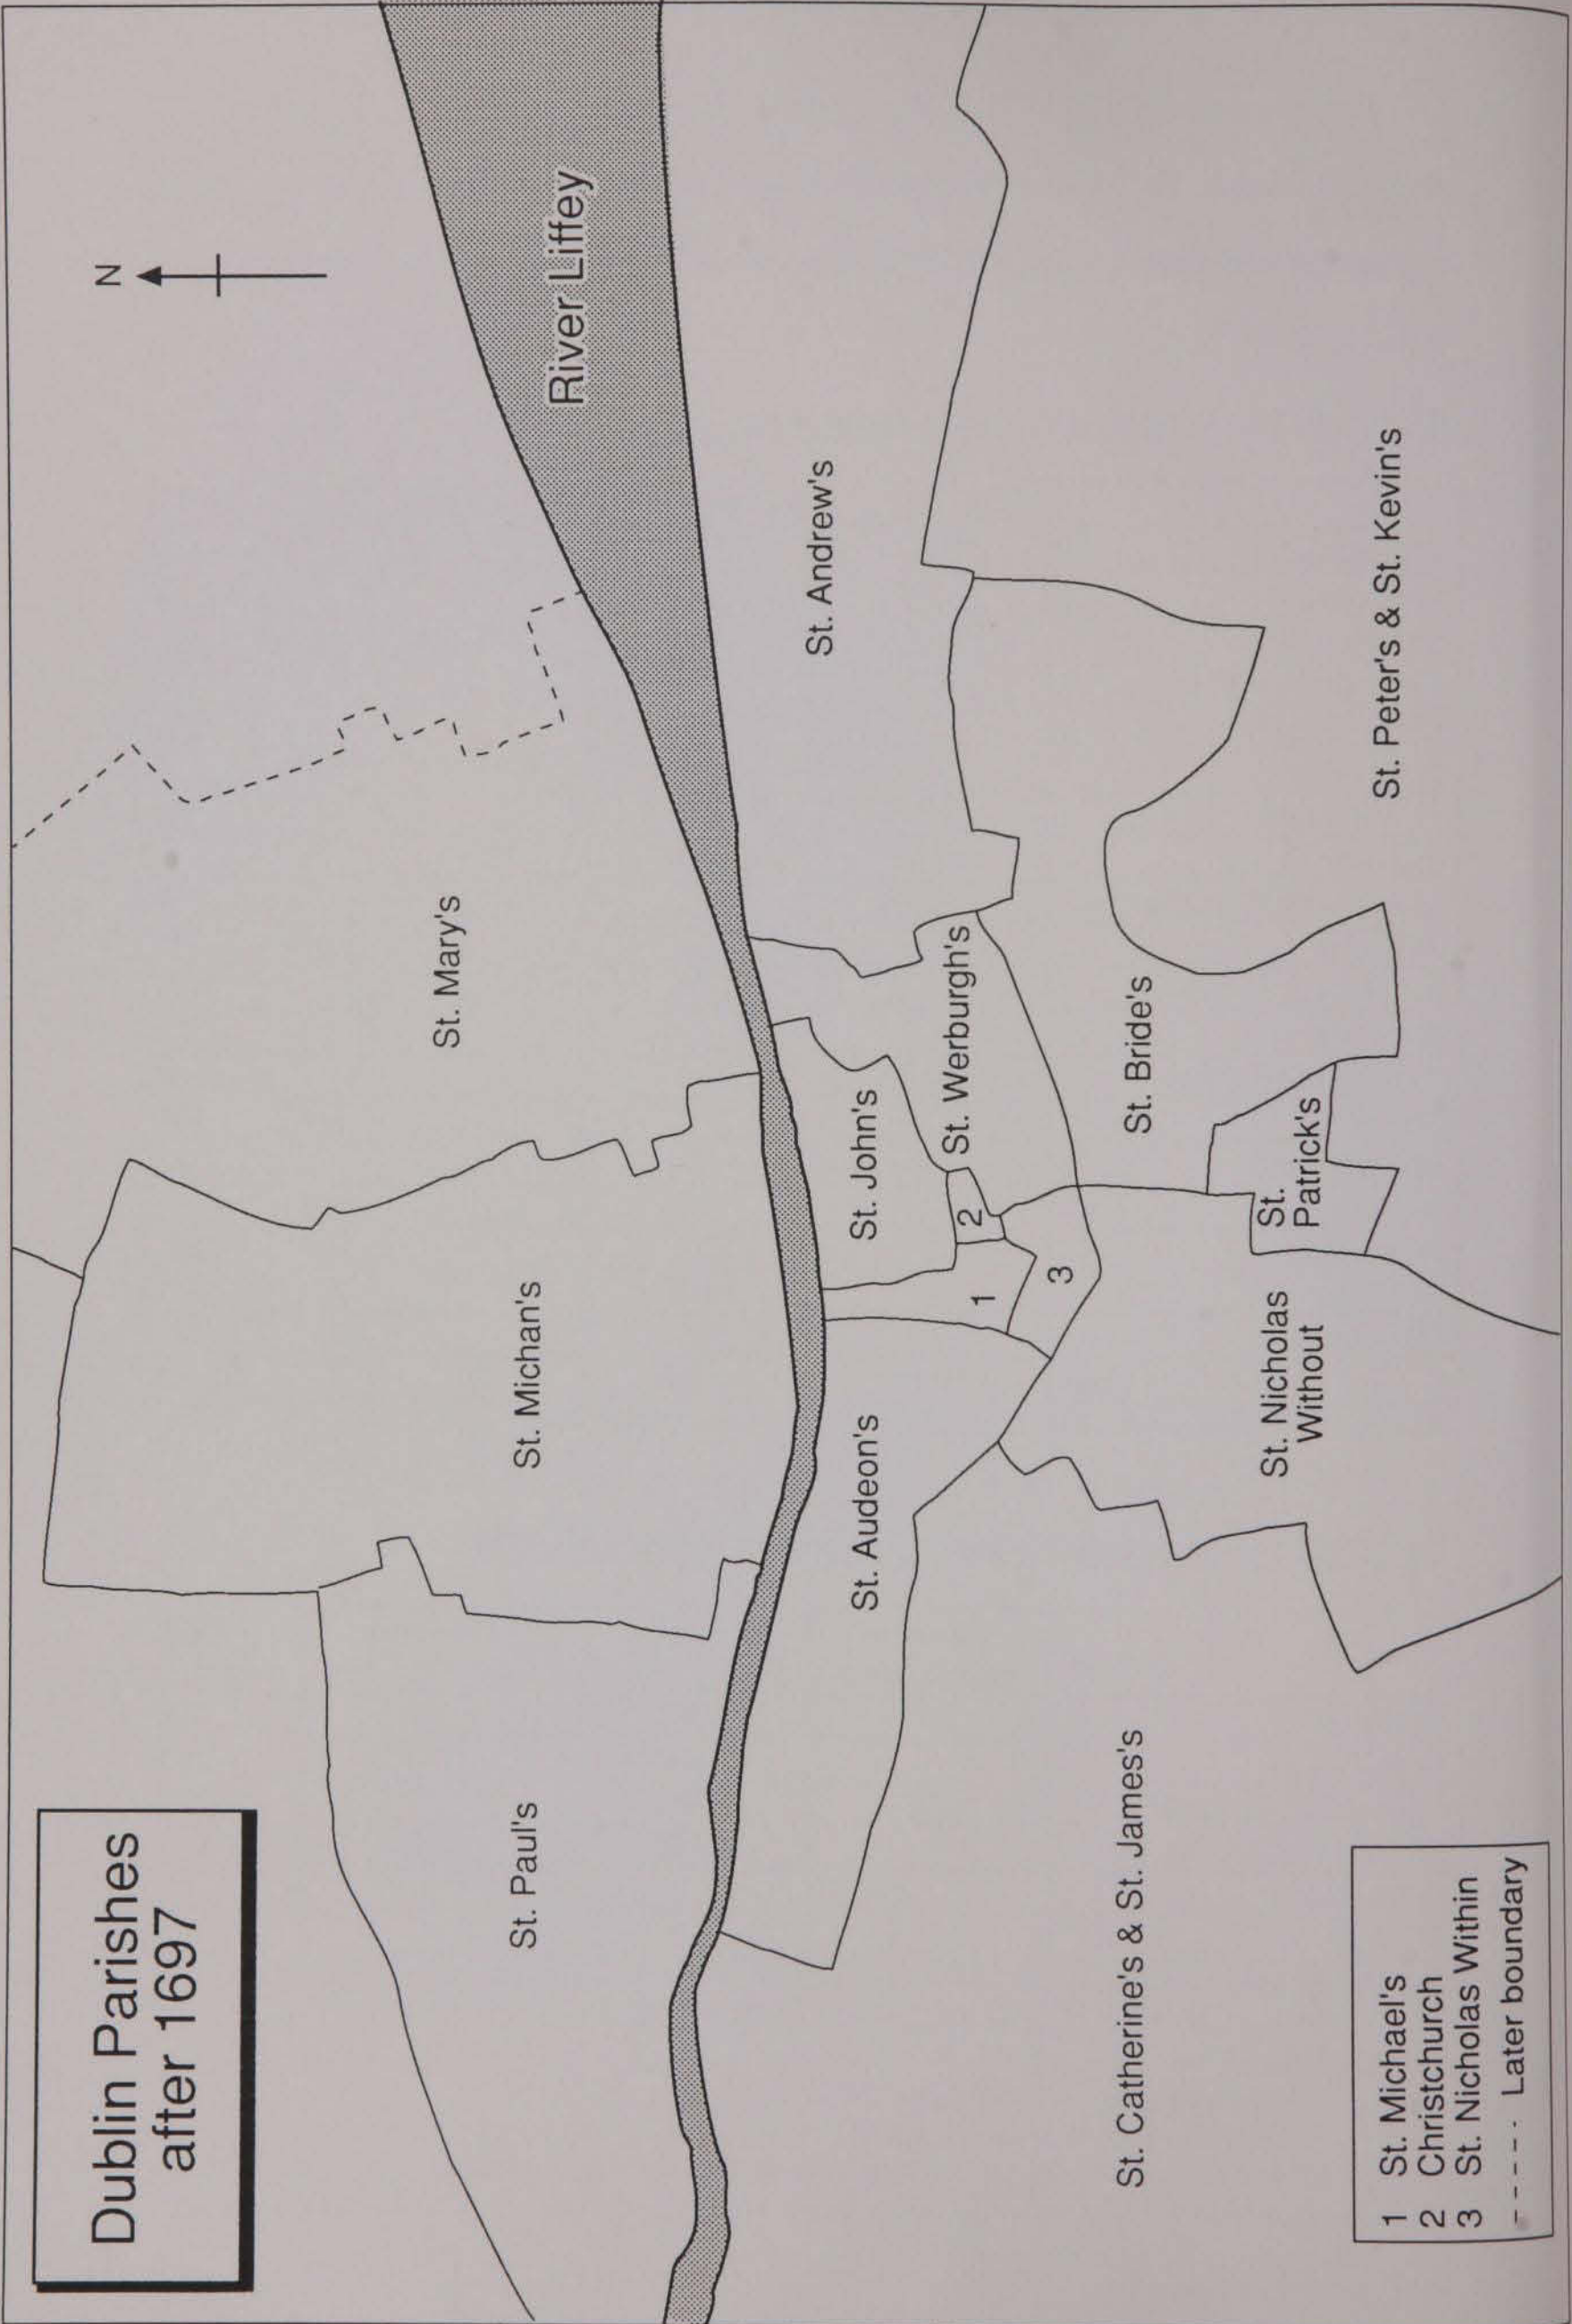 Dublin Parishes
after 1697
N
River Liffey
St. Mary's
St. Michan's
St. Paul's
St. Andrew's
St. John's
St. Audeon's
St. Werburgh's
2
1
3
St. Bride's
St. Catherine's & St. James's
St.
Patrick's
St. Nicholas
Without
St. Peter's & St. Kevin's
1 St. Michael's
2 Christchurch
3 St. Nicholas Within
---- Later boundary